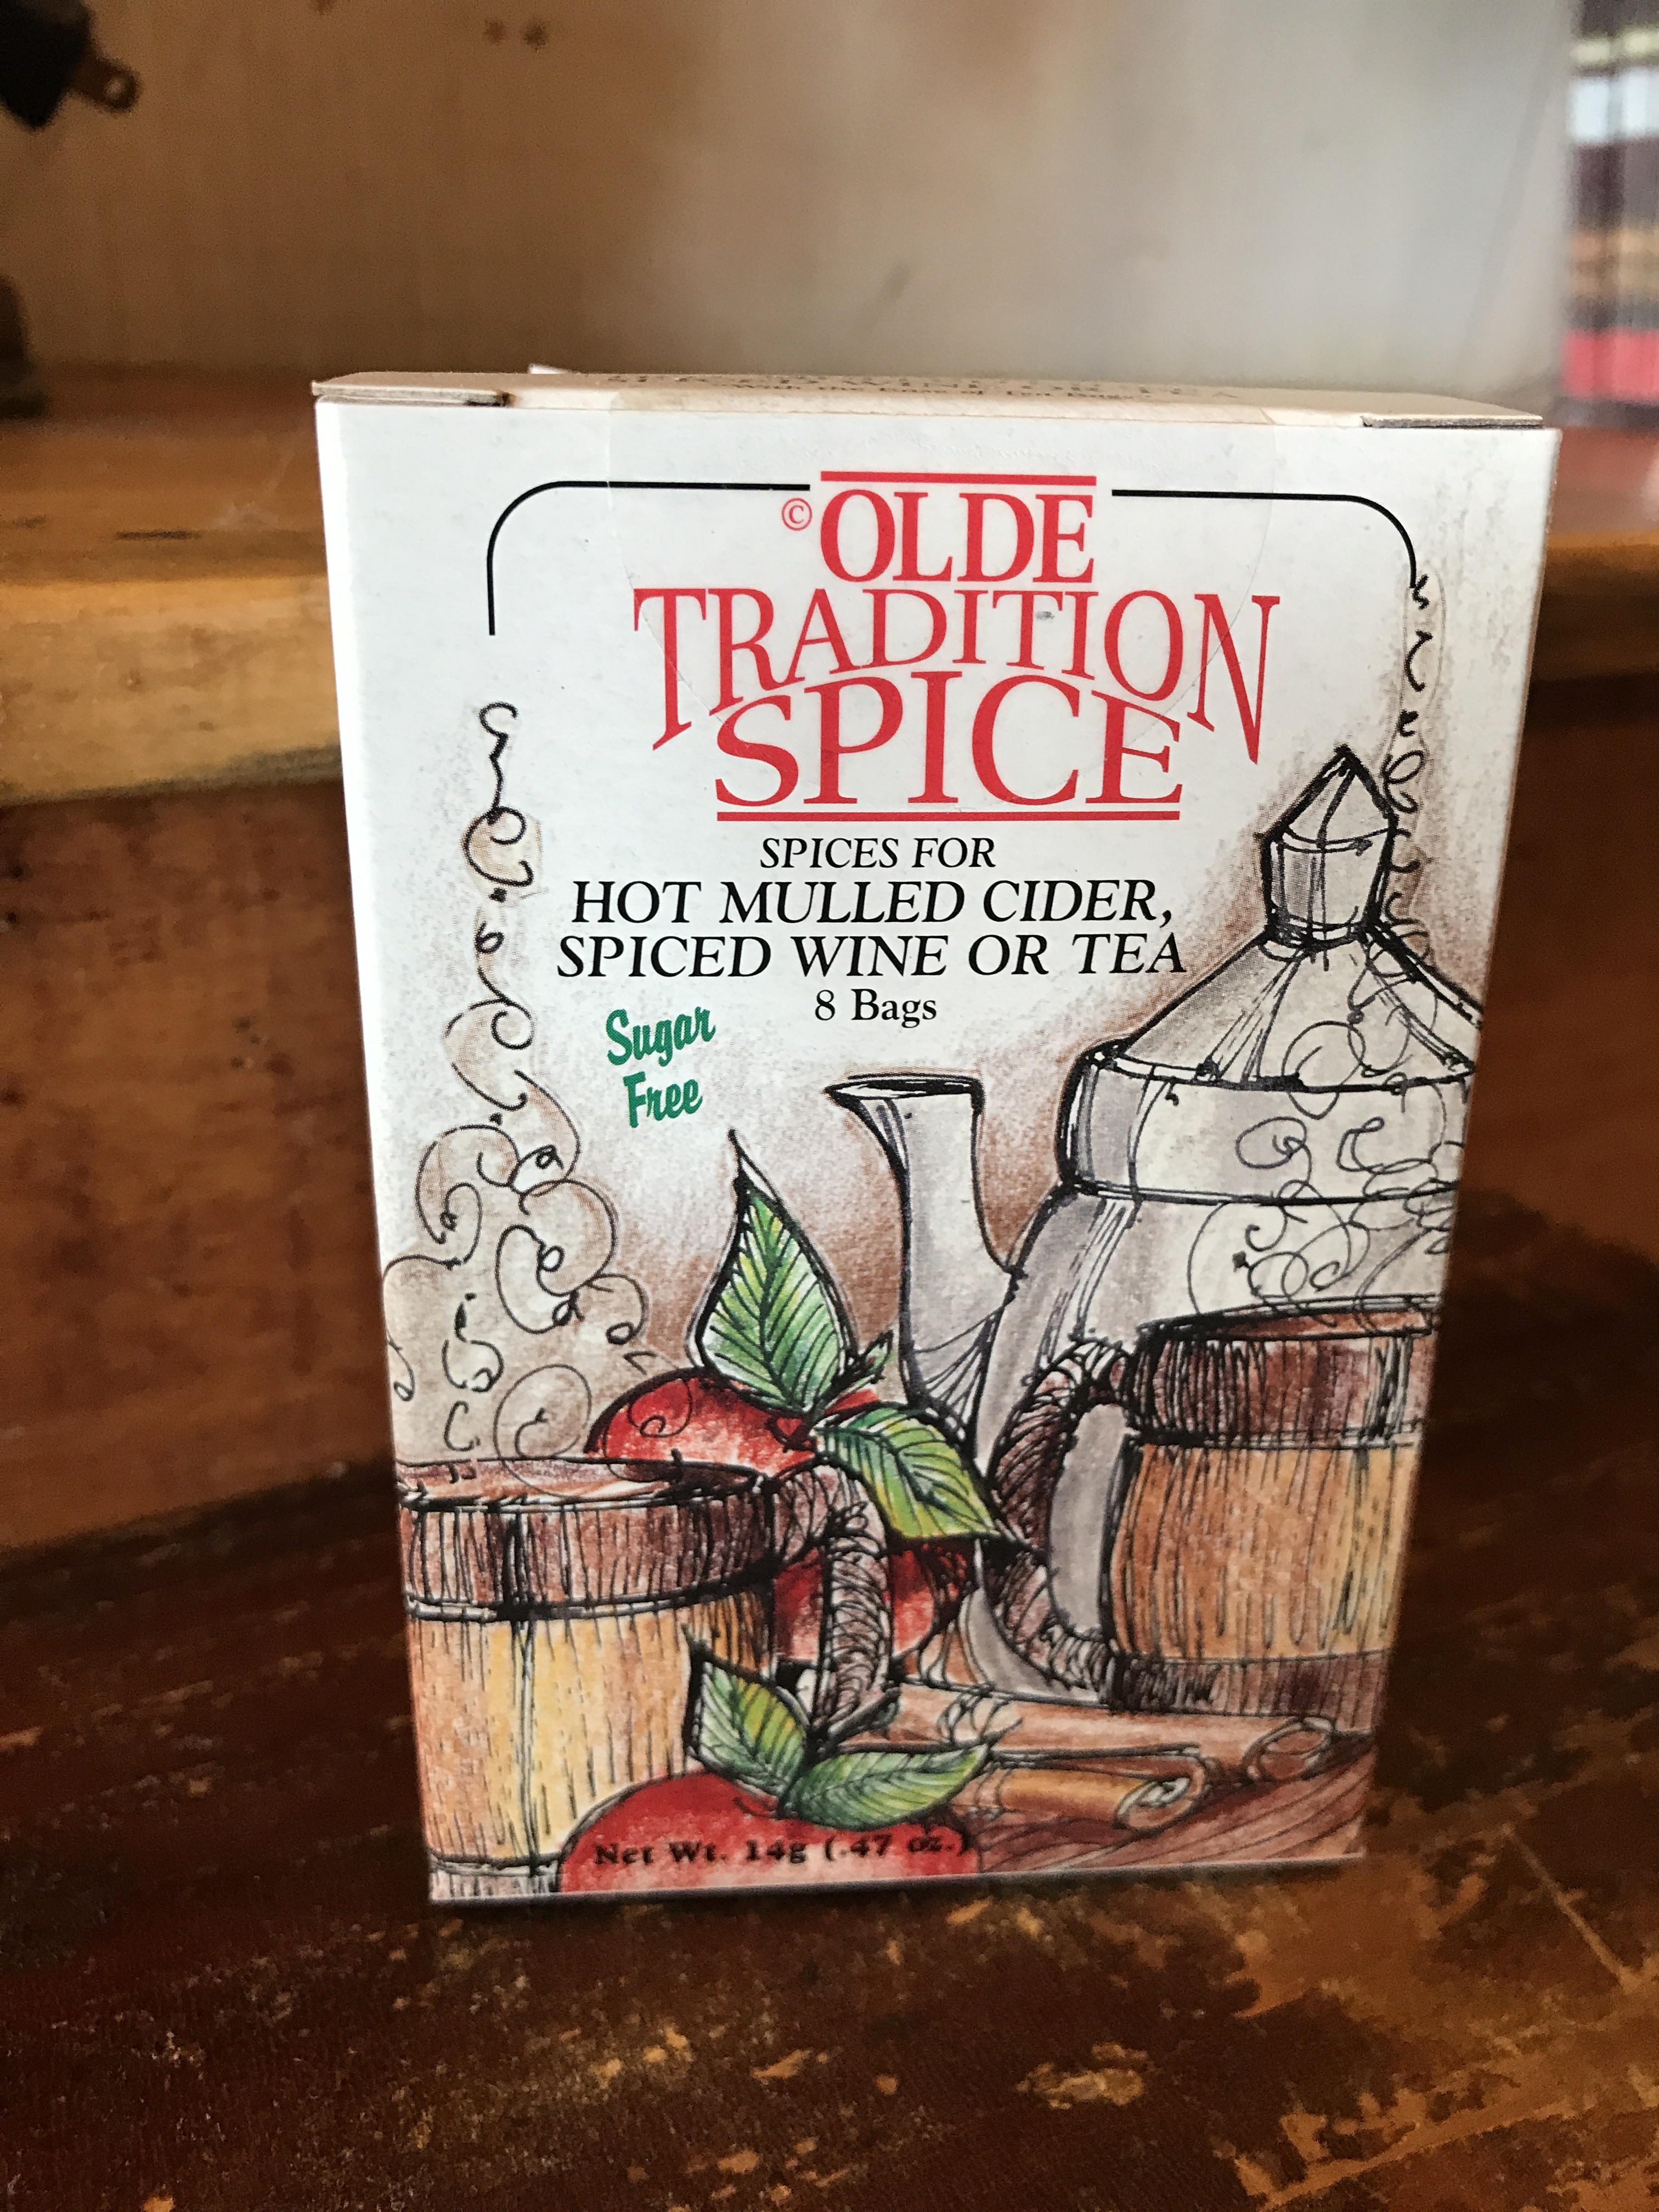 ©OLDE
TRADITION
SPICE
SPICES FOR
HOT MULLED CIDER,
SPICED WINE OR TEA
8 Bags
Sugar
Free
Net Wt. 14g (.47 oz.)